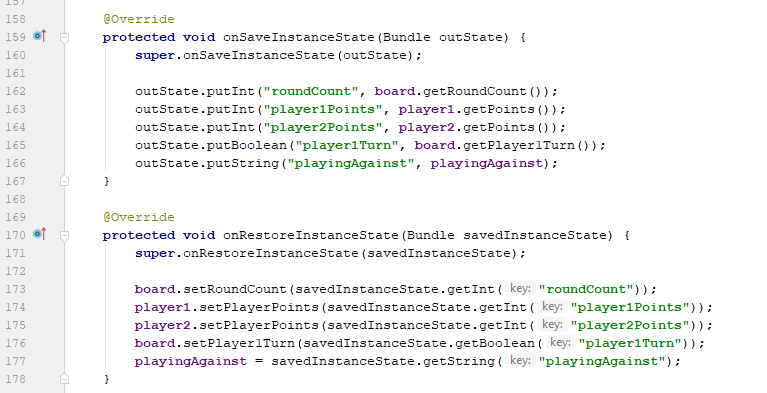 157
158 @Override
159 protected void onSaveInstanceState(Bundle outState) {
160 super.onSaveInstanceState(outState);
161
162 outState.putInt("roundCount", board.getRoundCount());
163 outState.putInt("player1Points", player1.getPoints());
164 outState.putInt("player2Points", player2.getPoints());
165 outState.putBoolean("player1Turn", board.getPlayer1Turn());
166 outState.putString("playingAgainst", playingAgainst);
167 }
168
169 @Override
170 protected void onRestoreInstanceState(Bundle savedInstanceState) {
171 super.onRestoreInstanceState(savedInstanceState);
172
173 board.setRoundCount(savedInstanceState.getInt( key: "roundCount"));
174 player1.setPlayerPoints(savedInstanceState.getInt( key: "player1Points"));
175 player2.setPlayerPoints(savedInstanceState.getInt( key: "player2Points"));
176 board.setPlayer1Turn(savedInstanceState.getBoolean( key: "player1Turn"));
177 playingAgainst = savedInstanceState.getString( key: "playingAgainst");
178 }